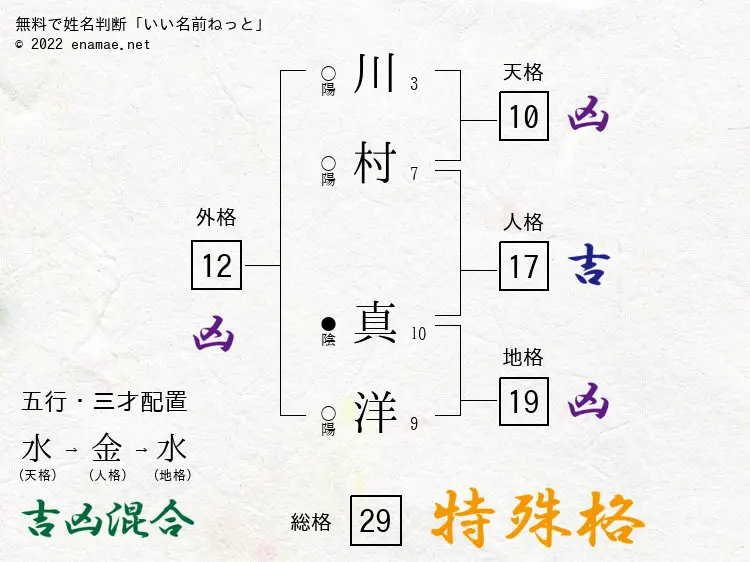 無料で姓名判断「いい名前ねっと」
© 2022 enamae.net
川 3
○陽
村 7
○陽
真 10
●陰
洋 9
○陽
天格
10 凶
人格
17 吉
地格
19 凶
外格
12
凶
五行・三才配置
水→金→水
(天格) (人格) (地格)
吉凶混合
総格 29 特殊格